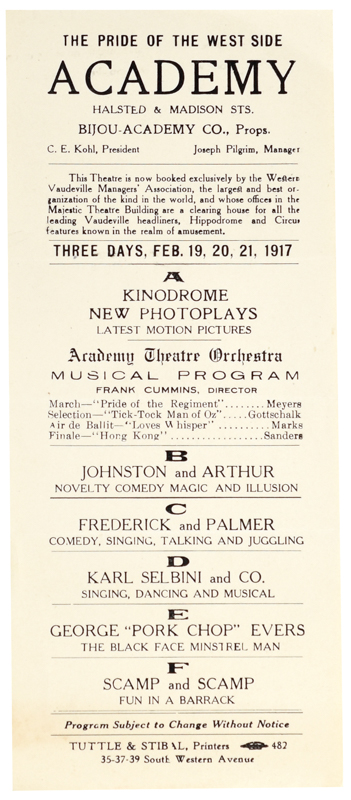 THE PRIDE OF THE WEST SIDE
ACADEMY
HALSTED & MADISON STS.
BIJOU-ACADEMY CO., Props.
C. E. Kohl, President Joseph Pilgrim, Manager
This Theatre is now booked exclusively by the Western
Vaudeville Managers' Association, the largest and best or-
ganization of the kind in the world, and whose offices in the
Majestic Theatre Building are a clearing house for all the
leading Vaudeville headliners, Hippodrome and Circus
features known in the realm of amusement.
THREE DAYS, FEB. 19, 20, 21, 1917
A
KINODROME
NEW PHOTOPLAYS
LATEST MOTION PICTURES
Academy Theatre Orchestra
MUSICAL PROGRAM
FRANK CUMMINS, DIRECTOR
March—"Pride of the Regiment"........Meyers
Selection—"Tick-Tock Man of Oz".....Gottschalk
Air de Ballit—"Loves Whisper" ..........Marks
Finale—"Hong Kong" .................Sanders
B
JOHNSTON and ARTHUR
NOVELTY COMEDY MAGIC AND ILLUSION
C
FREDERICK and PALMER
COMEDY, SINGING, TALKING AND JUGGLING
D
KARL SELBINI and CO.
SINGING, DANCING AND MUSICAL
E
GEORGE "PORK CHOP" EVERS
THE BLACK FACE MINSTREL MAN
F
SCAMP and SCAMP
FUN IN A BARRACK
Program Subject to Change Without Notice
TUTTLE & STIBAL, Printers 482
35-37-39 South Western Avenue